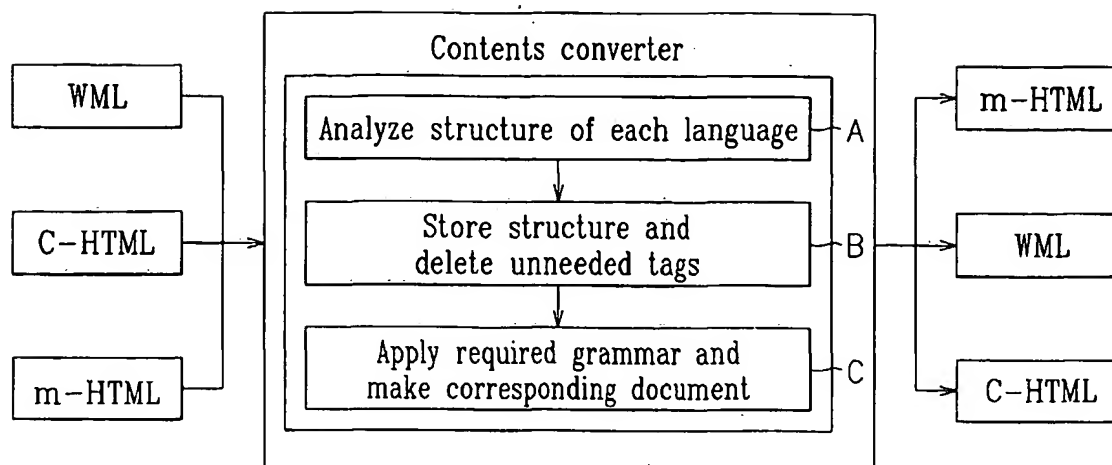 Contents converter
WML
C-HTML
m-HTML
Analyze structure of each language
A
Store structure and
delete unneeded tags
B
Apply required grammar and
make corresponding document
C
m-HTML
WML
C-HTML